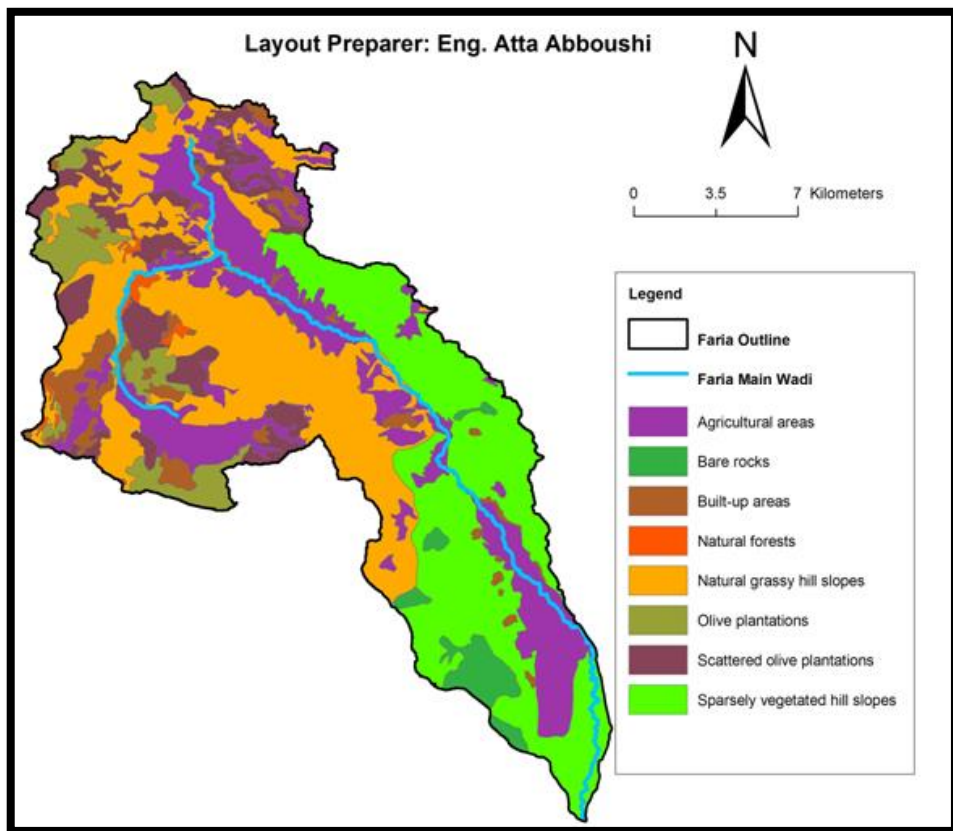 Layout Preparer: Eng. Atta Abboushi
N
0 3.5 7 Kilometers
Legend
Faria Outline
Faria Main Wadi
Agricultural areas
Bare rocks
Built-up areas
Natural forests
Natural grassy hill slopes
Olive plantations
Scattered olive plantations
Sparsely vegetated hill slopes